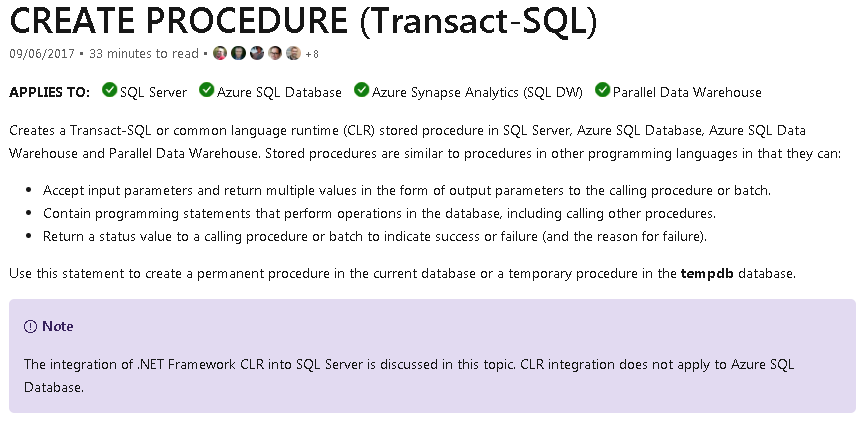 CREATE PROCEDURE (Transact-SQL)
09/06/2017 • 33 minutes to read • +8
APPLIES TO: SQL Server Azure SQL Database Azure Synapse Analytics (SQL DW) Parallel Data Warehouse
Creates a Transact-SQL or common language runtime (CLR) stored procedure in SQL Server, Azure SQL Database, Azure SQL Data
Warehouse and Parallel Data Warehouse. Stored procedures are similar to procedures in other programming languages in that they can:
• Accept input parameters and return multiple values in the form of output parameters to the calling procedure or batch.
• Contain programming statements that perform operations in the database, including calling other procedures.
• Return a status value to a calling procedure or batch to indicate success or failure (and the reason for failure).
Use this statement to create a permanent procedure in the current database or a temporary procedure in the tempdb database.
Note
The integration of .NET Framework CLR into SQL Server is discussed in this topic. CLR integration does not apply to Azure SQL
Database.